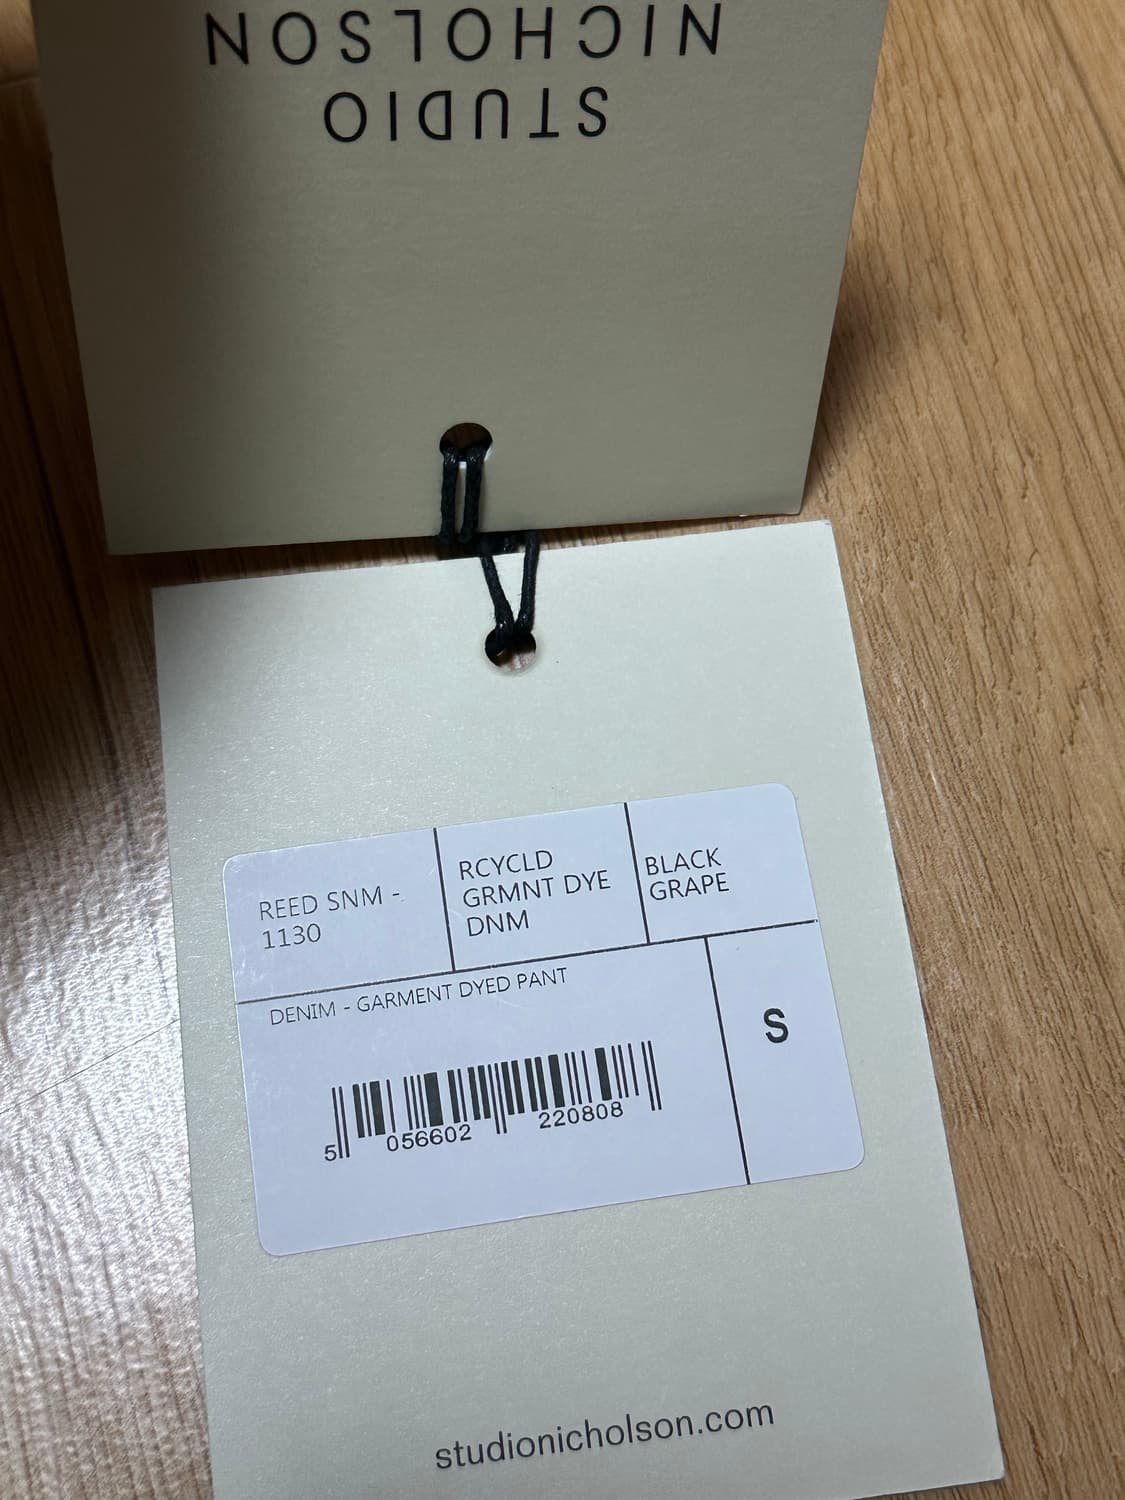 STUDIO
NICHOLSON
REED SNM -
1130
RCYCLD
GRMNT DYE
DNM
BLACK
GRAPE
DENIM - GARMENT DYED PANT
S
5 056602 220808
studionicholson.com